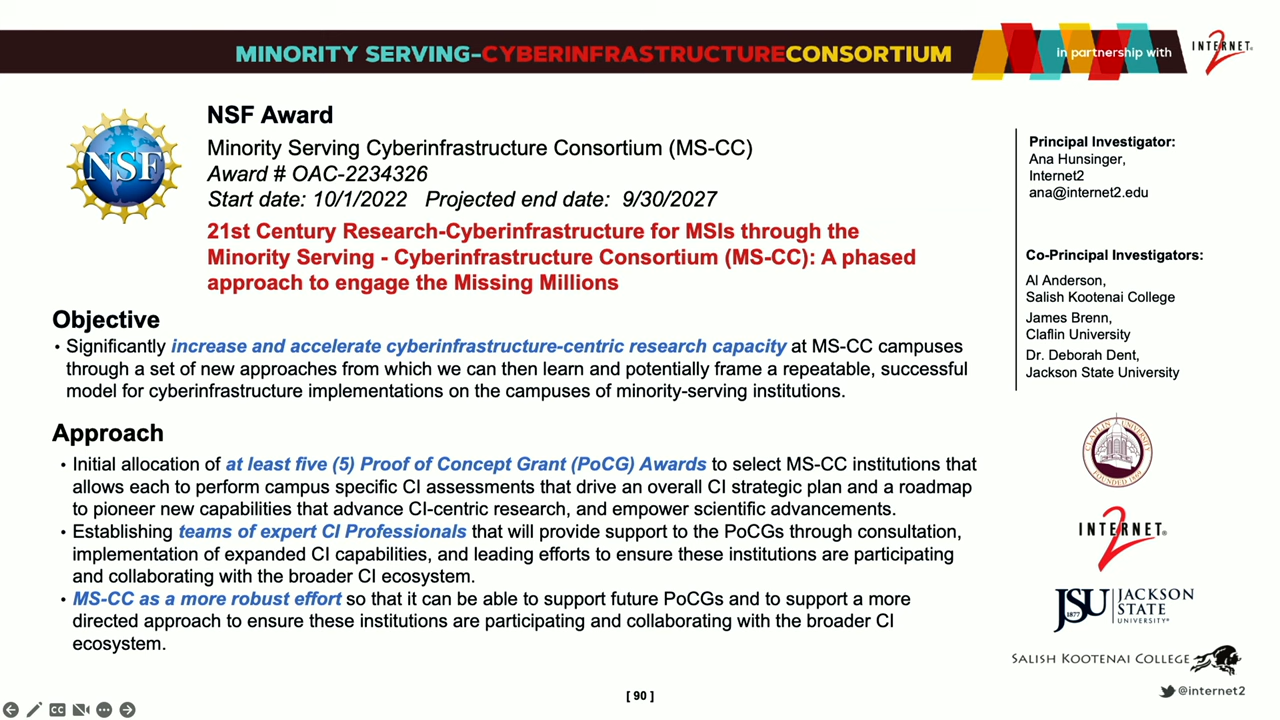 MINORITY SERVING-CYBERINFRASTRUCTURECONSORTIUM
in partnership with
INTERNET
2
NSF
NSF Award
Minority Serving Cyberinfrastructure Consortium (MS-CC)
Award # OAC-2234326
Start date: 10/1/2022 Projected end date: 9/30/2027
21st Century Research-Cyberinfrastructure for MSIs through the
Minority Serving - Cyberinfrastructure Consortium (MS-CC): A phased
approach to engage the Missing Millions
Objective
• Significantly increase and accelerate cyberinfrastructure-centric research capacity at MS-CC campuses
through a set of new approaches from which we can then learn and potentially frame a repeatable, successful
model for cyberinfrastructure implementations on the campuses of minority-serving institutions.
Approach
• Initial allocation of at least five (5) Proof of Concept Grant (PoCG) Awards to select MS-CC institutions that
allows each to perform campus specific CI assessments that drive an overall CI strategic plan and a roadmap
to pioneer new capabilities that advance CI-centric research, and empower scientific advancements.
• Establishing teams of expert CI Professionals that will provide support to the PoCGs through consultation,
implementation of expanded CI capabilities, and leading efforts to ensure these institutions are participating
and collaborating with the broader CI ecosystem.
• MS-CC as a more robust effort so that it can be able to support future PoCGs and to support a more
directed approach to ensure these institutions are participating and collaborating with the broader CI
ecosystem.
Principal Investigator:
Ana Hunsinger,
Internet2
ana@internet2.edu
Co-Principal Investigators:
Al Anderson,
Salish Kootenai College
James Brenn,
Claflin University
Dr. Deborah Dent,
Jackson State University
CLAFLIN UNIVERSITY
FOUNDED 1869
INTERNET®
2
JSU
1877
JACKSON
STATE
UNIVERSITY®
SALISH KOOTENAI COLLEGE
@internet2
[ 90 ]
CC